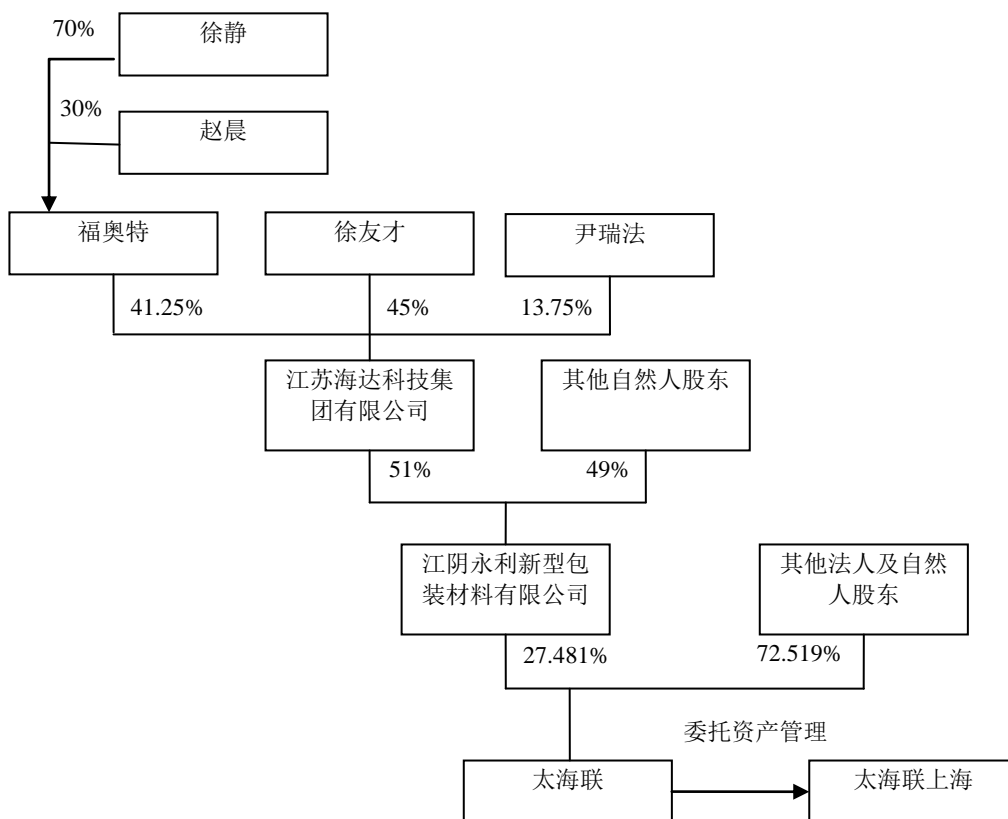 70%
徐静
30%
赵晨
福奥特
徐友才
尹瑞法
41.25%
45%
13.75%
江苏海达科技集
团有限公司
其他自然人股东
51%
49%
江阴永利新型包
装材料有限公司
其他法人及自然
人股东
27.481%
72.519%
委托资产管理
太海联
太海联上海